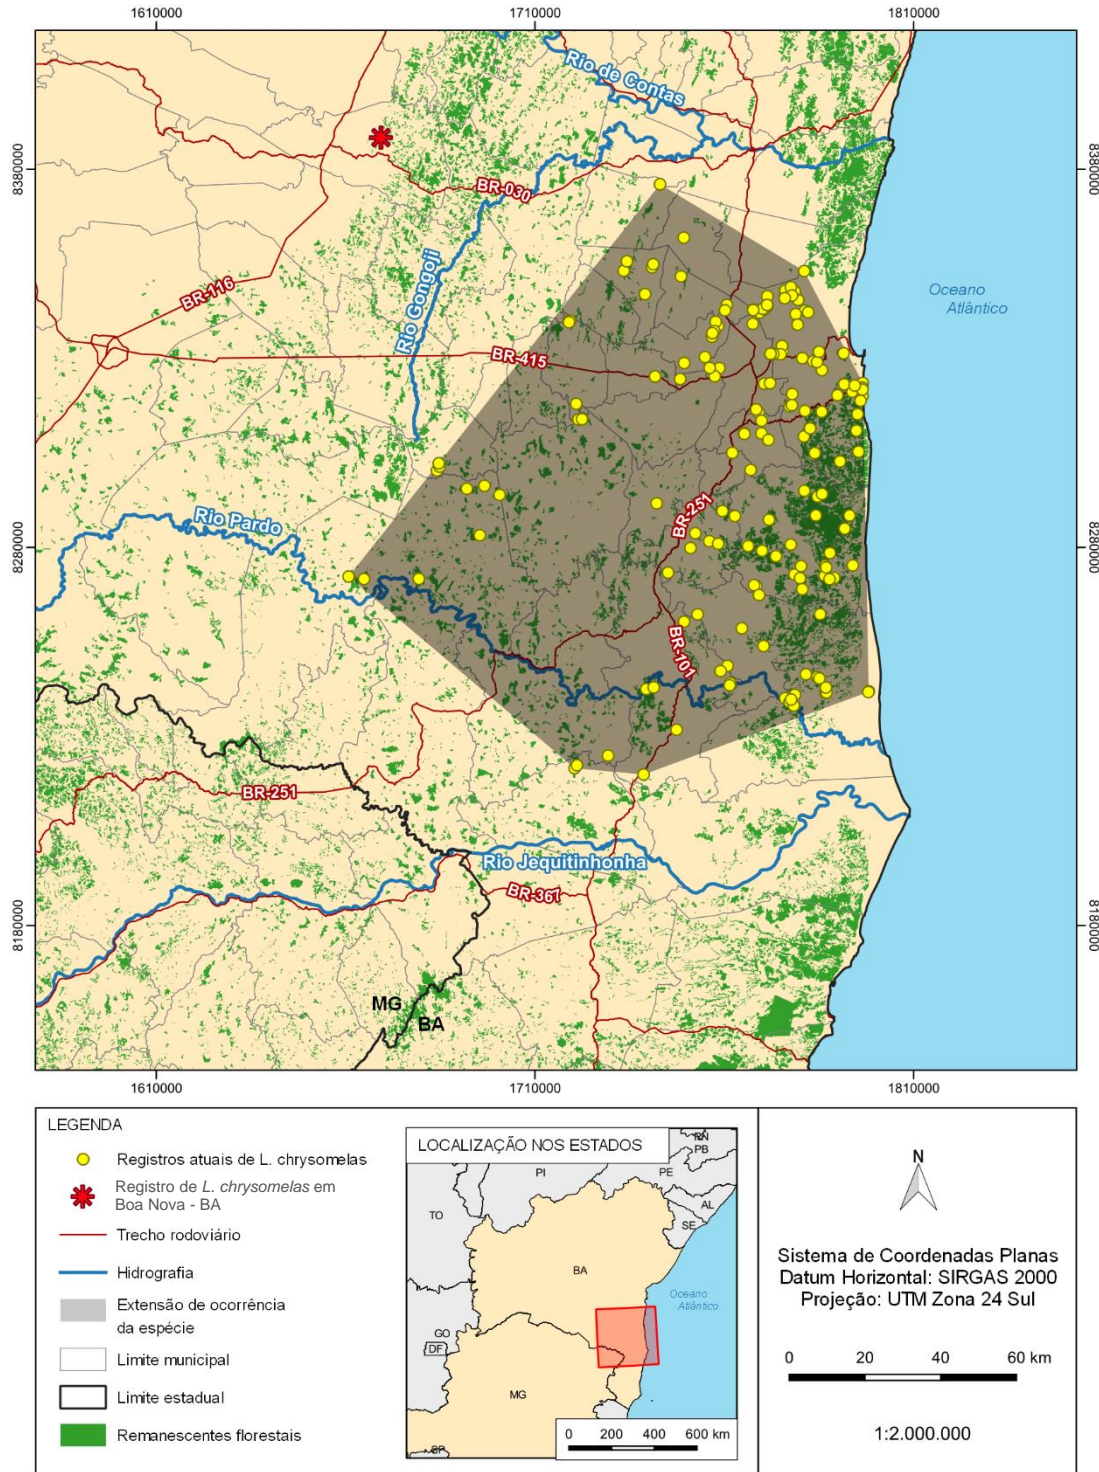 1610000
1710000
1810000
8380000
8380000
Rio de Contas
BR-030
BR-116
Rio Gongoji
Oceano
Atlântico
BR-415
Rio Pardo
BR-251
8280000
8280000
BR-101
BR-251
Rio Jequitinhonha
BR-367
8180000
8180000
MG
BA
1610000
1710000
1810000
LEGENDA
Registros atuais de L. chrysomelas
Registro de L. chrysomelas em
Boa Nova - BA
Trecho rodoviário
Hidrografia
Extensão de ocorrência
da espécie
Limite municipal
Limite estadual
Remanescentes florestais
LOCALIZAÇÃO NOS ESTADOS
RN
PB
PI
PE
AL
SE
TO
BA
Oceano
Atlântico
GO
DF
MG
SP
0 200 400 600 km
N
Sistema de Coordenadas Planas
Datum Horizontal: SIRGAS 2000
Projeção: UTM Zona 24 Sul
0 20 40 60 km
1:2.000.000